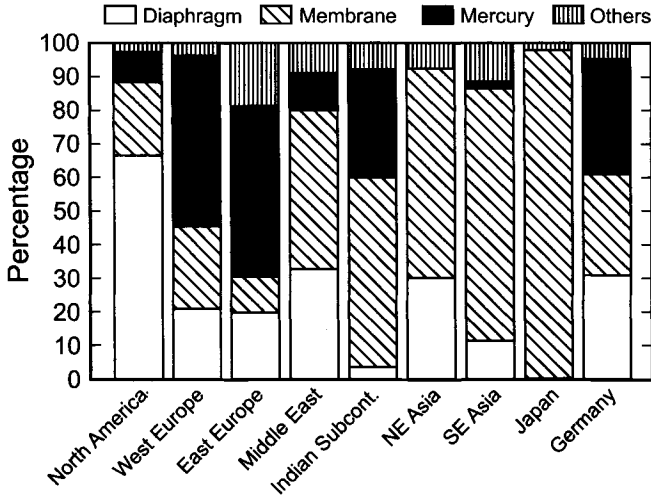 Diaphragm Membrane Mercury Others
Percentage
100
90
80
70
60
50
40
30
20
10
0
North America
West Europe
East Europe
Middle East
Indian Subcont.
NE Asia
SE Asia
Japan
Germany